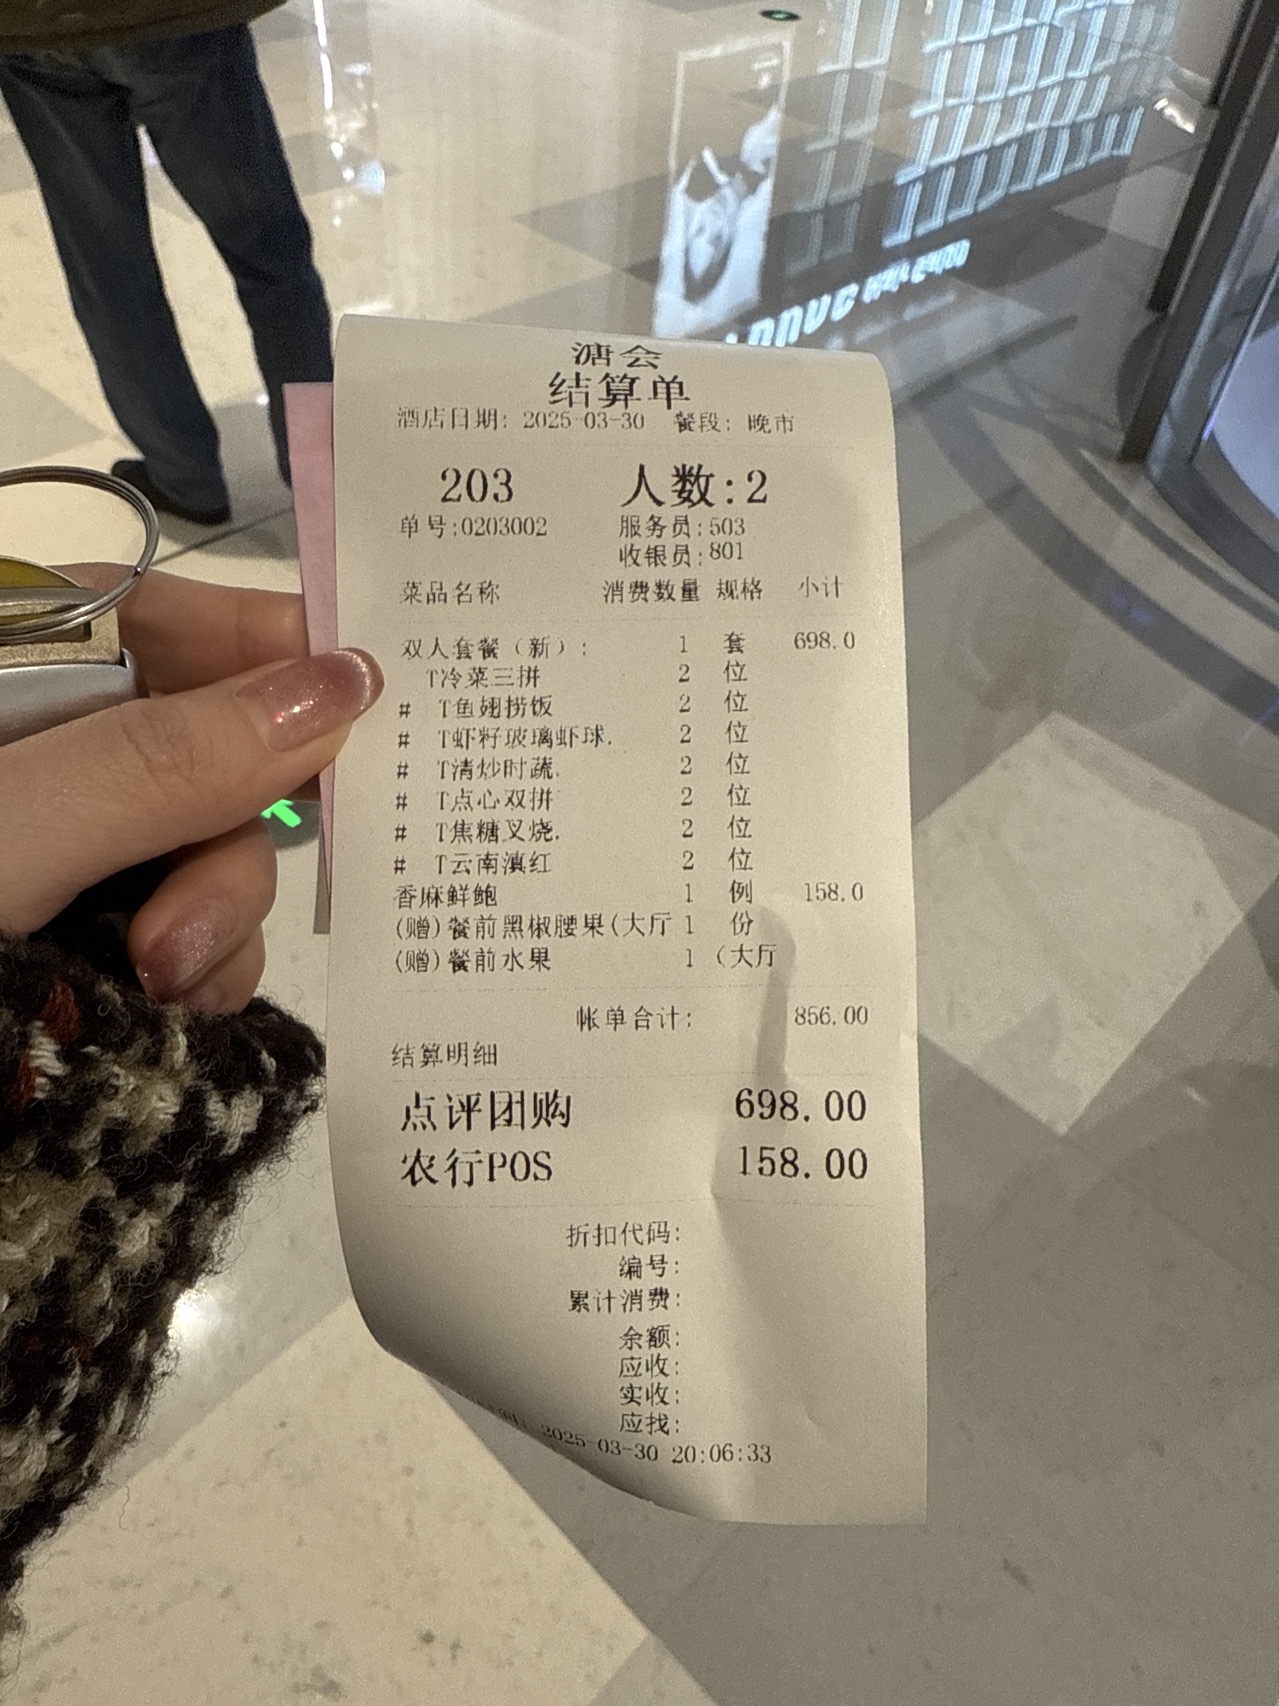 溏会
结算单
酒店日期: 2025-03-30 餐段: 晚市
203 人数:2
单号:0203002 服务员:503
收银员:801
菜品名称 消费数量 规格 小计
双人套餐（新）: 1 套 698.0
T冷菜三拼 2 位
# T鱼翅捞饭 2 位
# T虾籽玻璃虾球. 2 位
# T清炒时蔬. 2 位
# T点心双拼 2 位
# T焦糖叉烧. 2 位
# T云南滇红 2 位
香麻鲜鲍 1 例 158.0
(赠)餐前黑椒腰果(大厅 1 份
(赠)餐前水果 1 (大厅
帐单合计: 856.00
结算明细
点评团购 698.00
农行POS 158.00
折扣代码:
编号:
累计消费:
余额:
应收:
实收:
应找:
2025-03-30 20:06:33